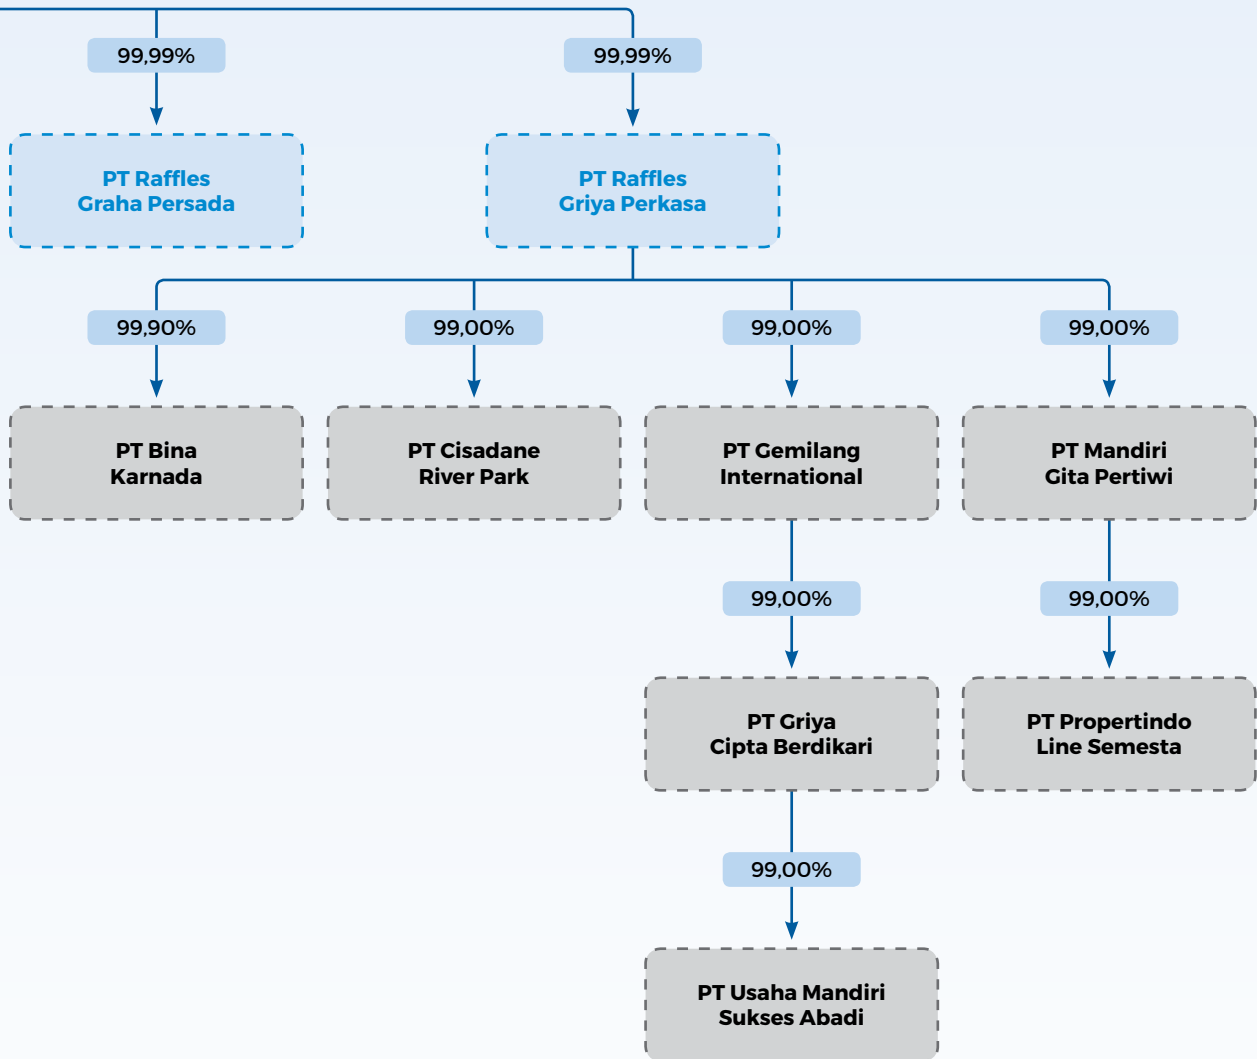 99,99%
99,99%
PT Raffles
Graha Persada
PT Raffles
Griya Perkasa
99,90%
99,00%
99,00%
99,00%
PT Bina
Karnada
PT Cisadane
River Park
PT Gemilang
International
PT Mandiri
Gita Pertiwi
99,00%
99,00%
PT Griya
Cipta Berdikari
PT Propertindo
Line Semesta
99,00%
PT Usaha Mandiri
Sukses Abadi